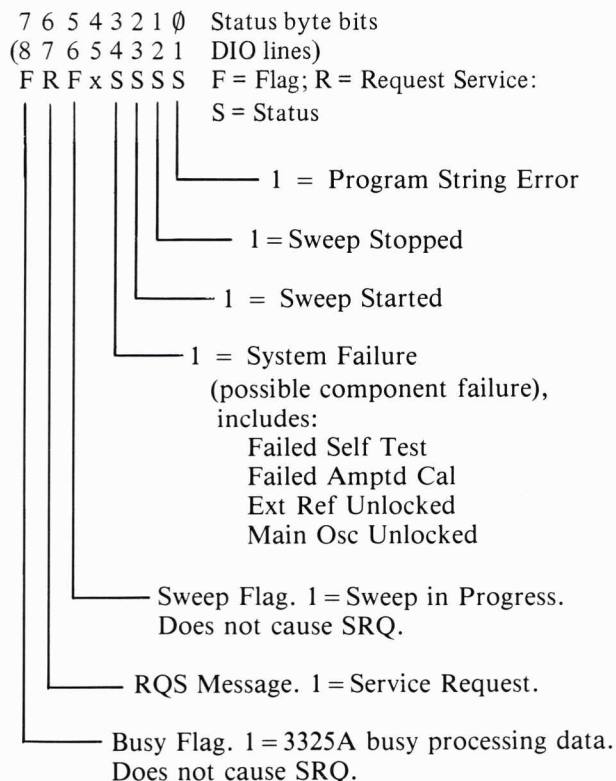 7 6 5 4 3 2 1 0 Status byte bits
(8 7 6 5 4 3 2 1 DIO lines)
F R F x S S S S F = Flag; R = Request Service:
S = Status
1 = Program String Error
1 = Sweep Stopped
1 = Sweep Started
1 = System Failure
(possible component failure),
includes:
Failed Self Test
Failed Amptd Cal
Ext Ref Unlocked
Main Osc Unlocked
Sweep Flag. 1 = Sweep in Progress.
Does not cause SRQ.
RQS Message. 1 = Service Request.
Busy Flag. 1 = 3325A busy processing data.
Does not cause SRQ.